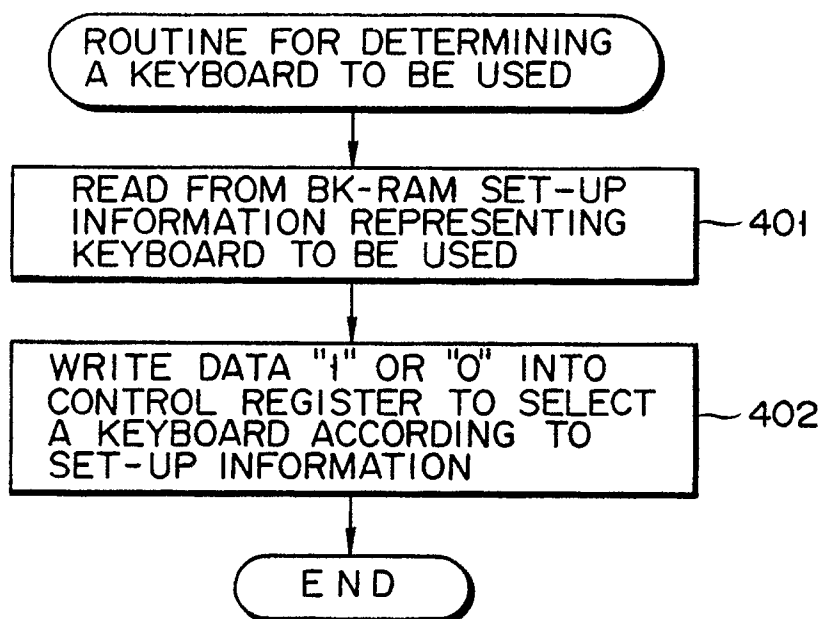 ROUTINE FOR DETERMINING
A KEYBOARD TO BE USED
READ FROM BK-RAM SET-UP
INFORMATION REPRESENTING
KEYBOARD TO BE USED
401
WRITE DATA "1" OR "0" INTO
CONTROL REGISTER TO SELECT
A KEYBOARD ACCORDING TO
SET-UP INFORMATION
402
END